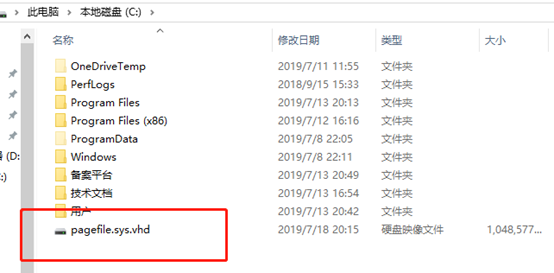 此电脑 > 本地磁盘 (C:) >
名称 修改日期 类型 大小
OneDriveTemp 2019/7/11 11:55 文件夹
PerfLogs 2018/9/15 15:33 文件夹
Program Files 2019/7/13 20:13 文件夹
Program Files (x86) 2019/7/12 16:16 文件夹
ProgramData 2019/7/8 22:05 文件夹
Windows 2019/7/8 22:11 文件夹
(D: 备案平台 2019/7/13 20:49 文件夹
C:) 技术文档 2019/7/13 16:54 文件夹
用户 2019/7/13 20:42 文件夹
pagefile.sys.vhd 2019/7/18 20:15 硬盘映像文件 1,048,577...